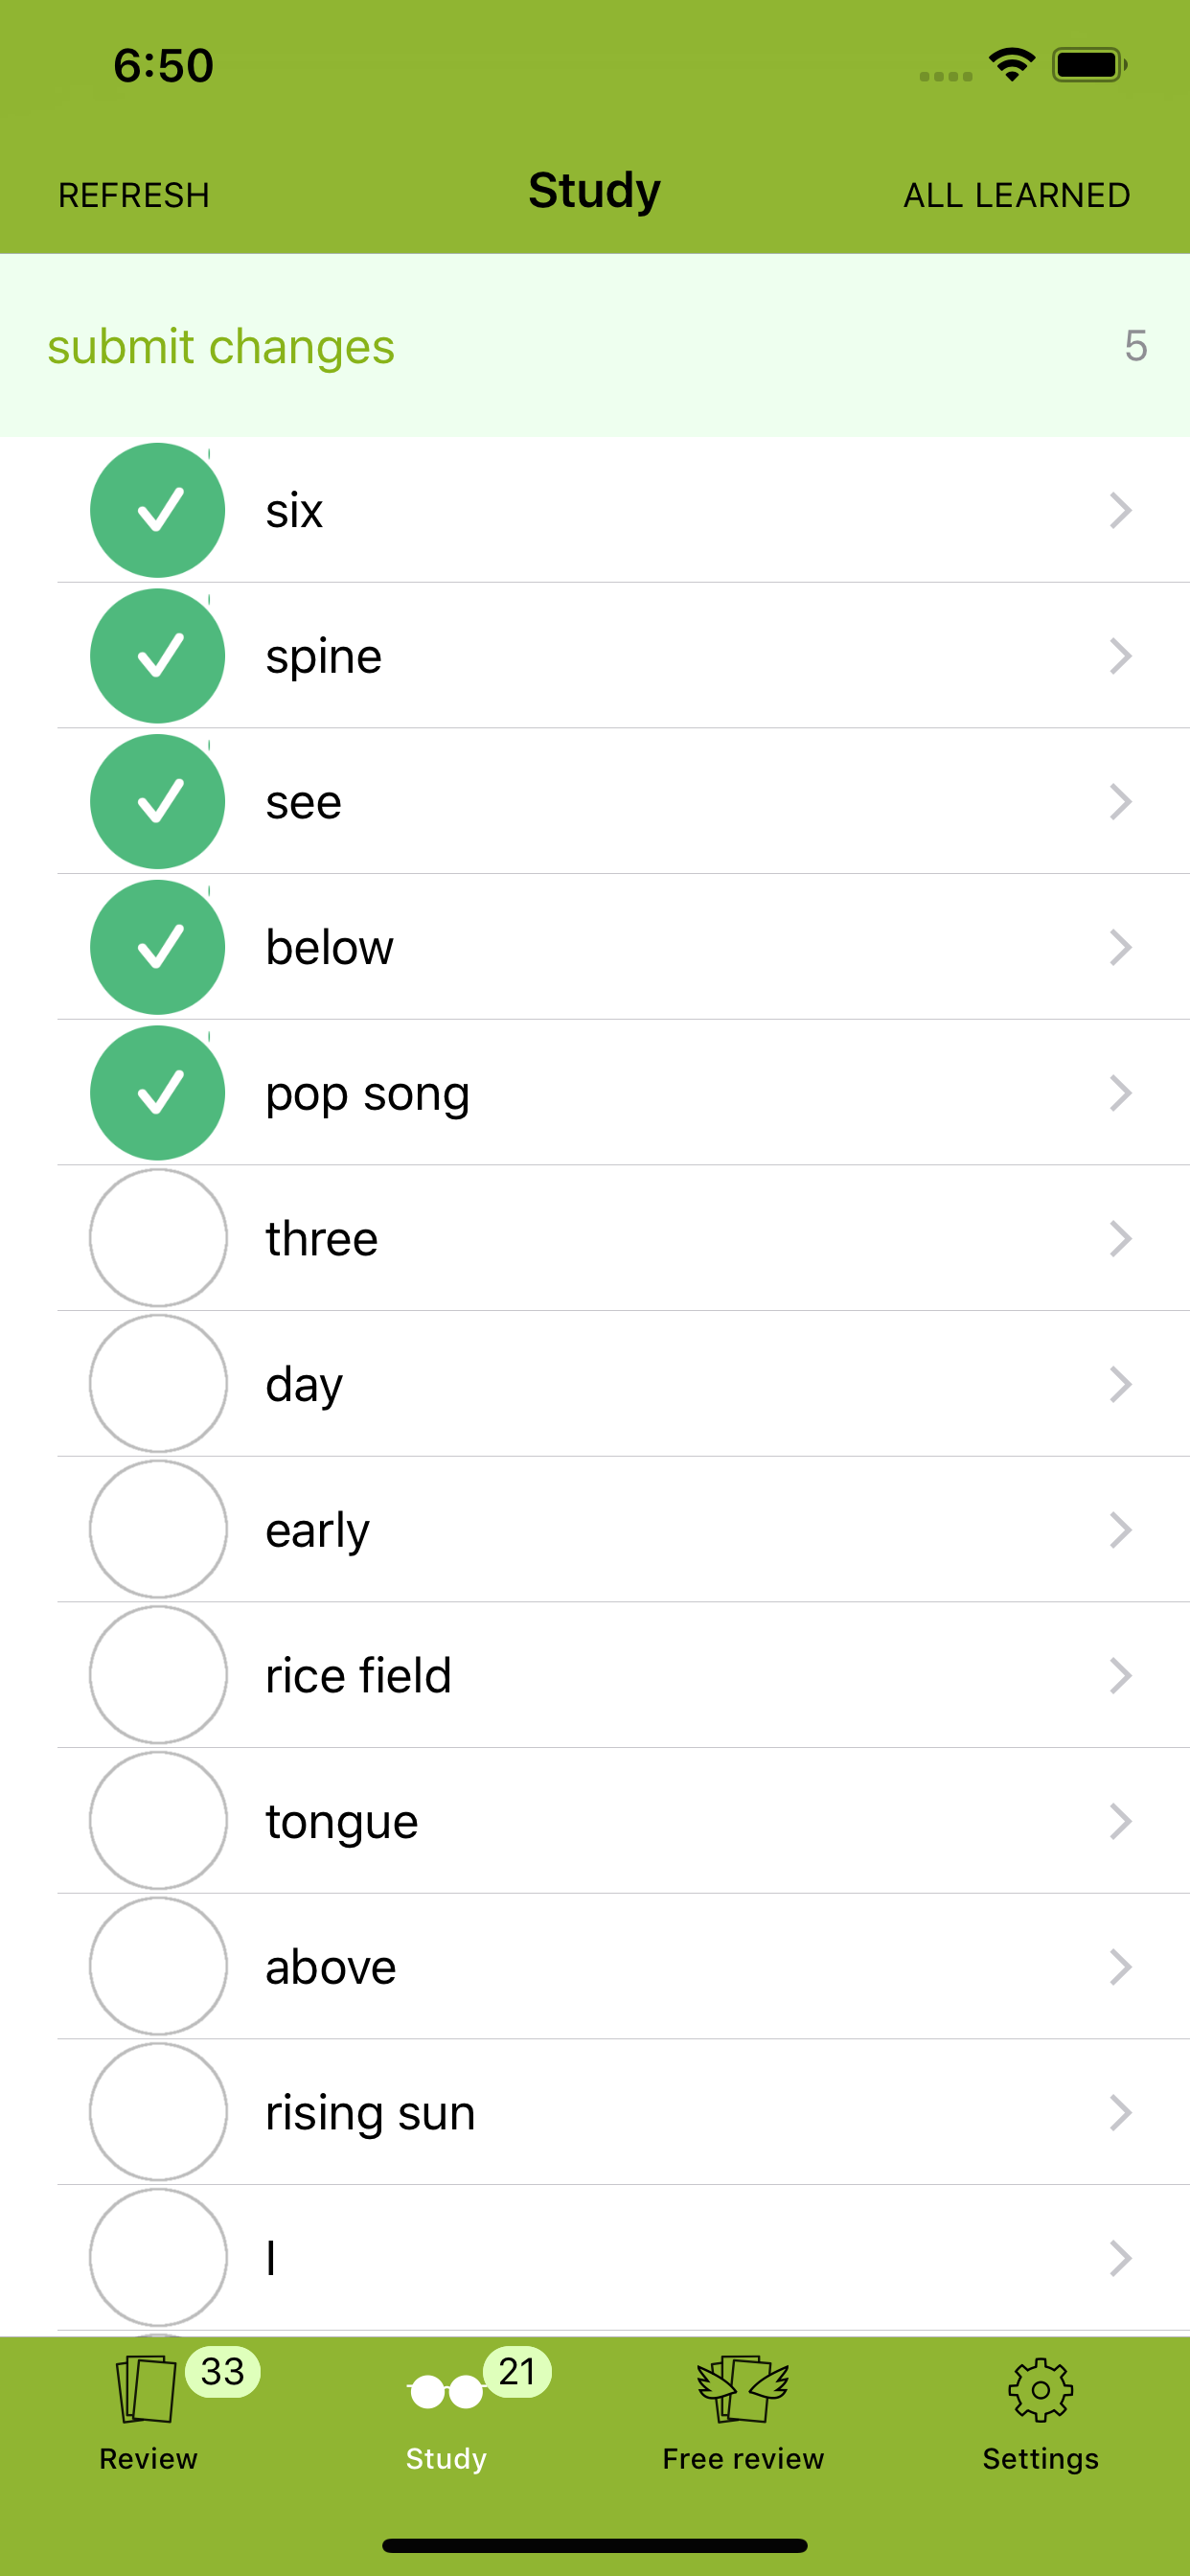 6:50
REFRESH Study ALL LEARNED
submit changes 5
six
spine
see
below
pop song
three
day
early
rice field
tongue
above
rising sun
I
33 21
Review Study Free review Settings